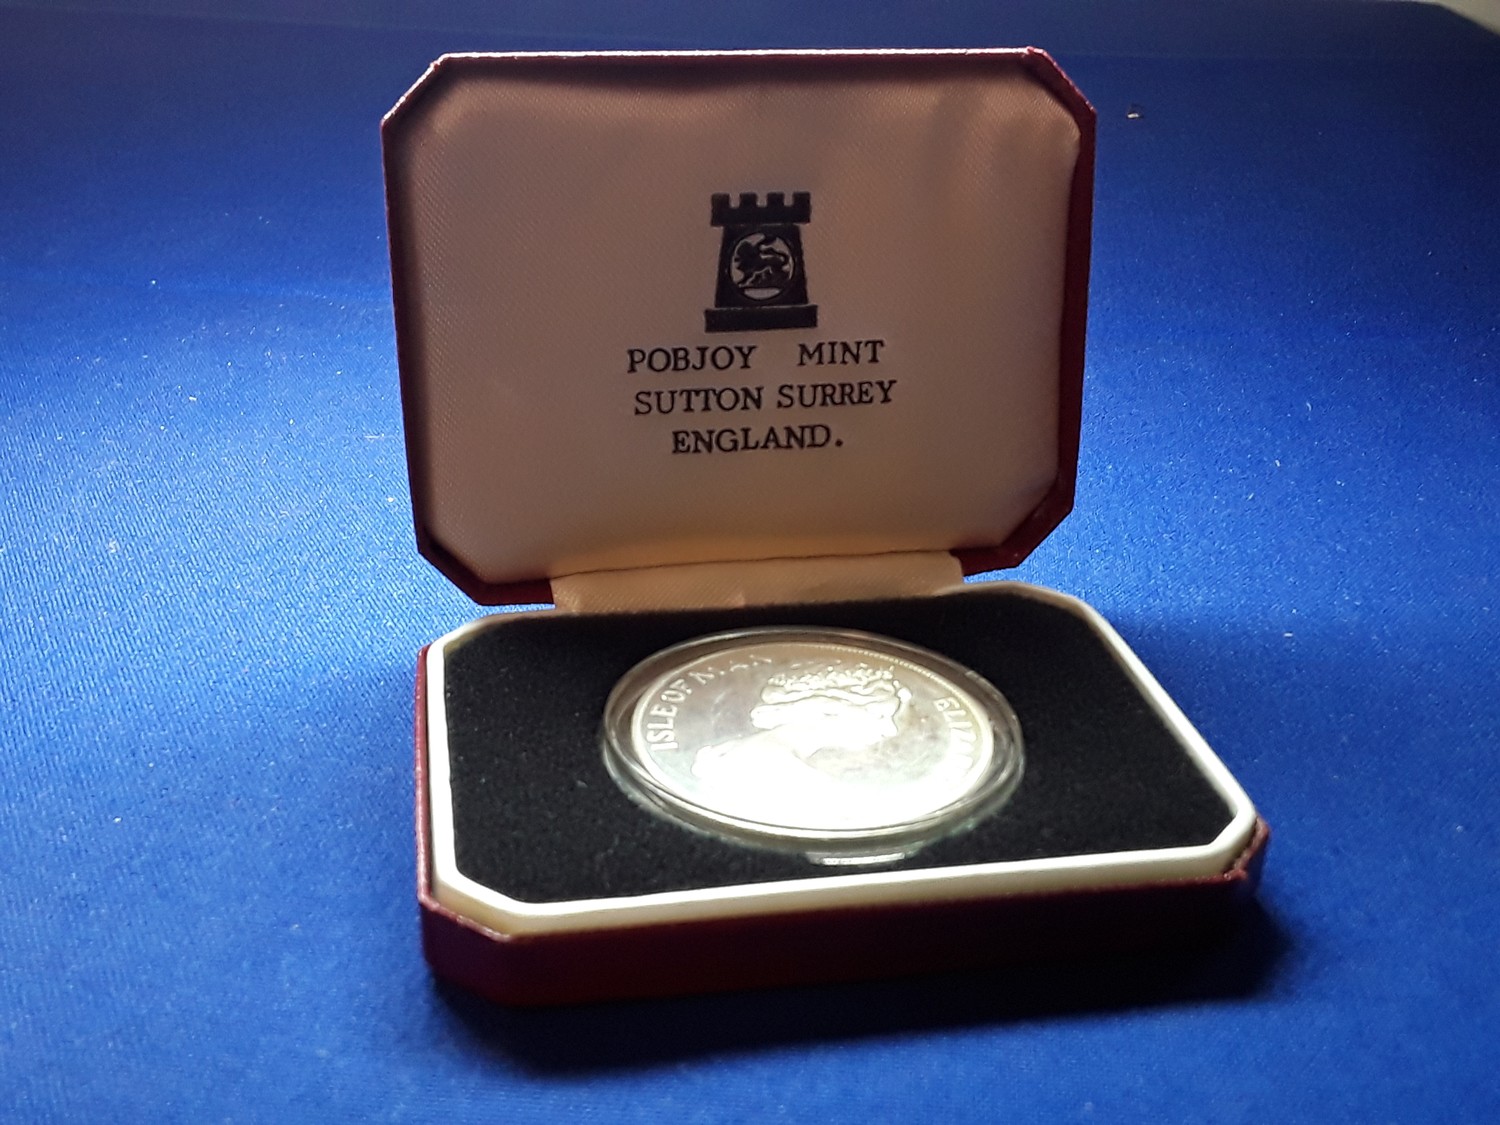 POBJOY MINT
SUTTON SURREY
ENGLAND.
ISLE OF MAN